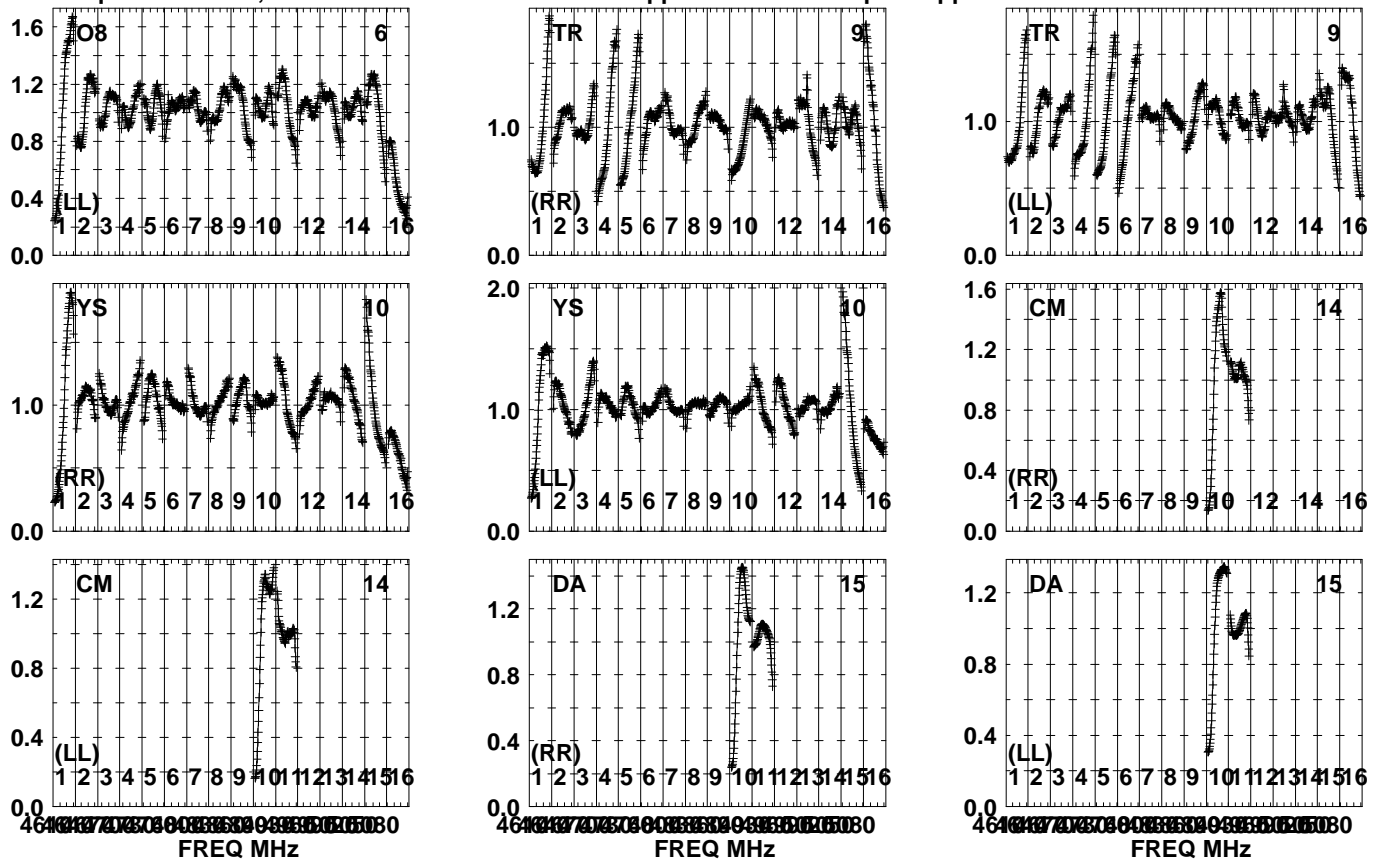 1.6 O8 6
1.2
0.8
0.4 (LL)
1 2 3 4 5 6 7 8 9 10 12 14 16
0.0
TR 9
1.0
(RR)
1 2 3 4 5 6 7 8 9 10 12 14 16
0.0
TR 9
1.0
(LL)
1 2 3 4 5 6 7 8 9 10 12 14 16
0.0
YS 10
1.0
(RR)
1 2 3 4 5 6 7 8 9 10 12 14 16
0.0
2.0 YS 10
1.0
(LL)
1 2 3 4 5 6 7 8 9 10 12 14 16
0.0
1.6 CM 14
1.2
0.8
0.4 (RR)
1 2 3 4 5 6 7 8 9 10 12 14 16
0.0
CM 14
1.2
0.8
0.4 (LL)
1 2 3 4 5 6 7 8 9 10 11 12 13 14 15 16
0.0
FREQ MHz
DA 15
1.2
0.8
0.4 (RR)
1 2 3 4 5 6 7 8 9 10 11 12 13 14 15 16
0.0
FREQ MHz
DA 15
1.2
0.8
0.4 (LL)
1 2 3 4 5 6 7 8 9 10 11 12 13 14 15 16
0.0
FREQ MHz